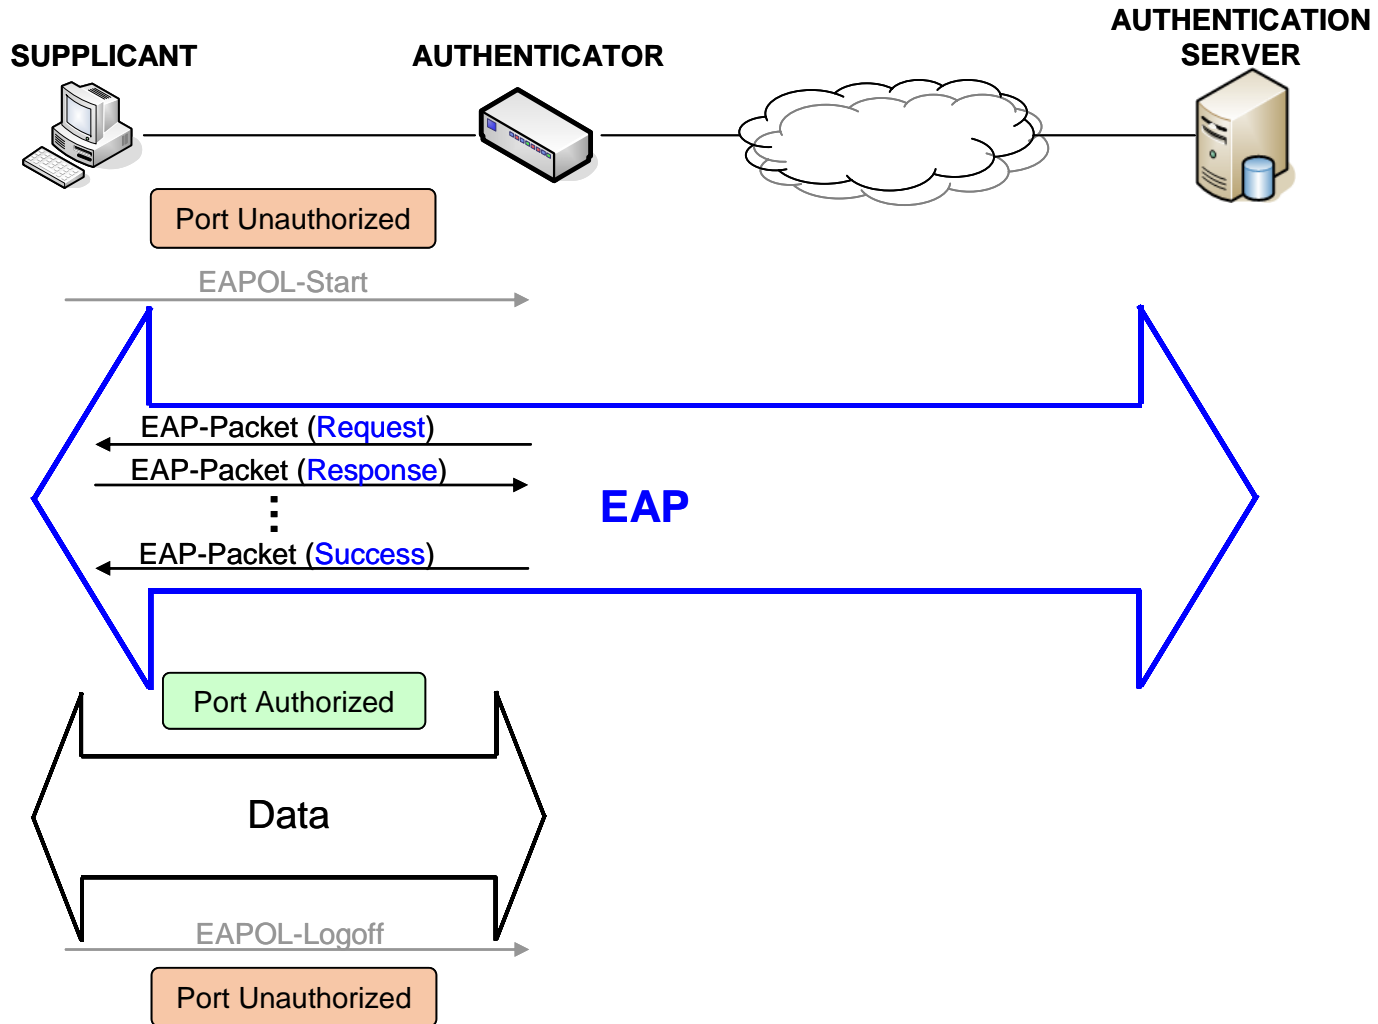 SUPPLICANT
AUTHENTICATOR
AUTHENTICATION
SERVER
Port Unauthorized
EAPOL-Start
EAP-Packet (Request)
EAP-Packet (Response)
EAP
EAP-Packet (Success)
Port Authorized
Data
EAPOL-Logoff
Port Unauthorized